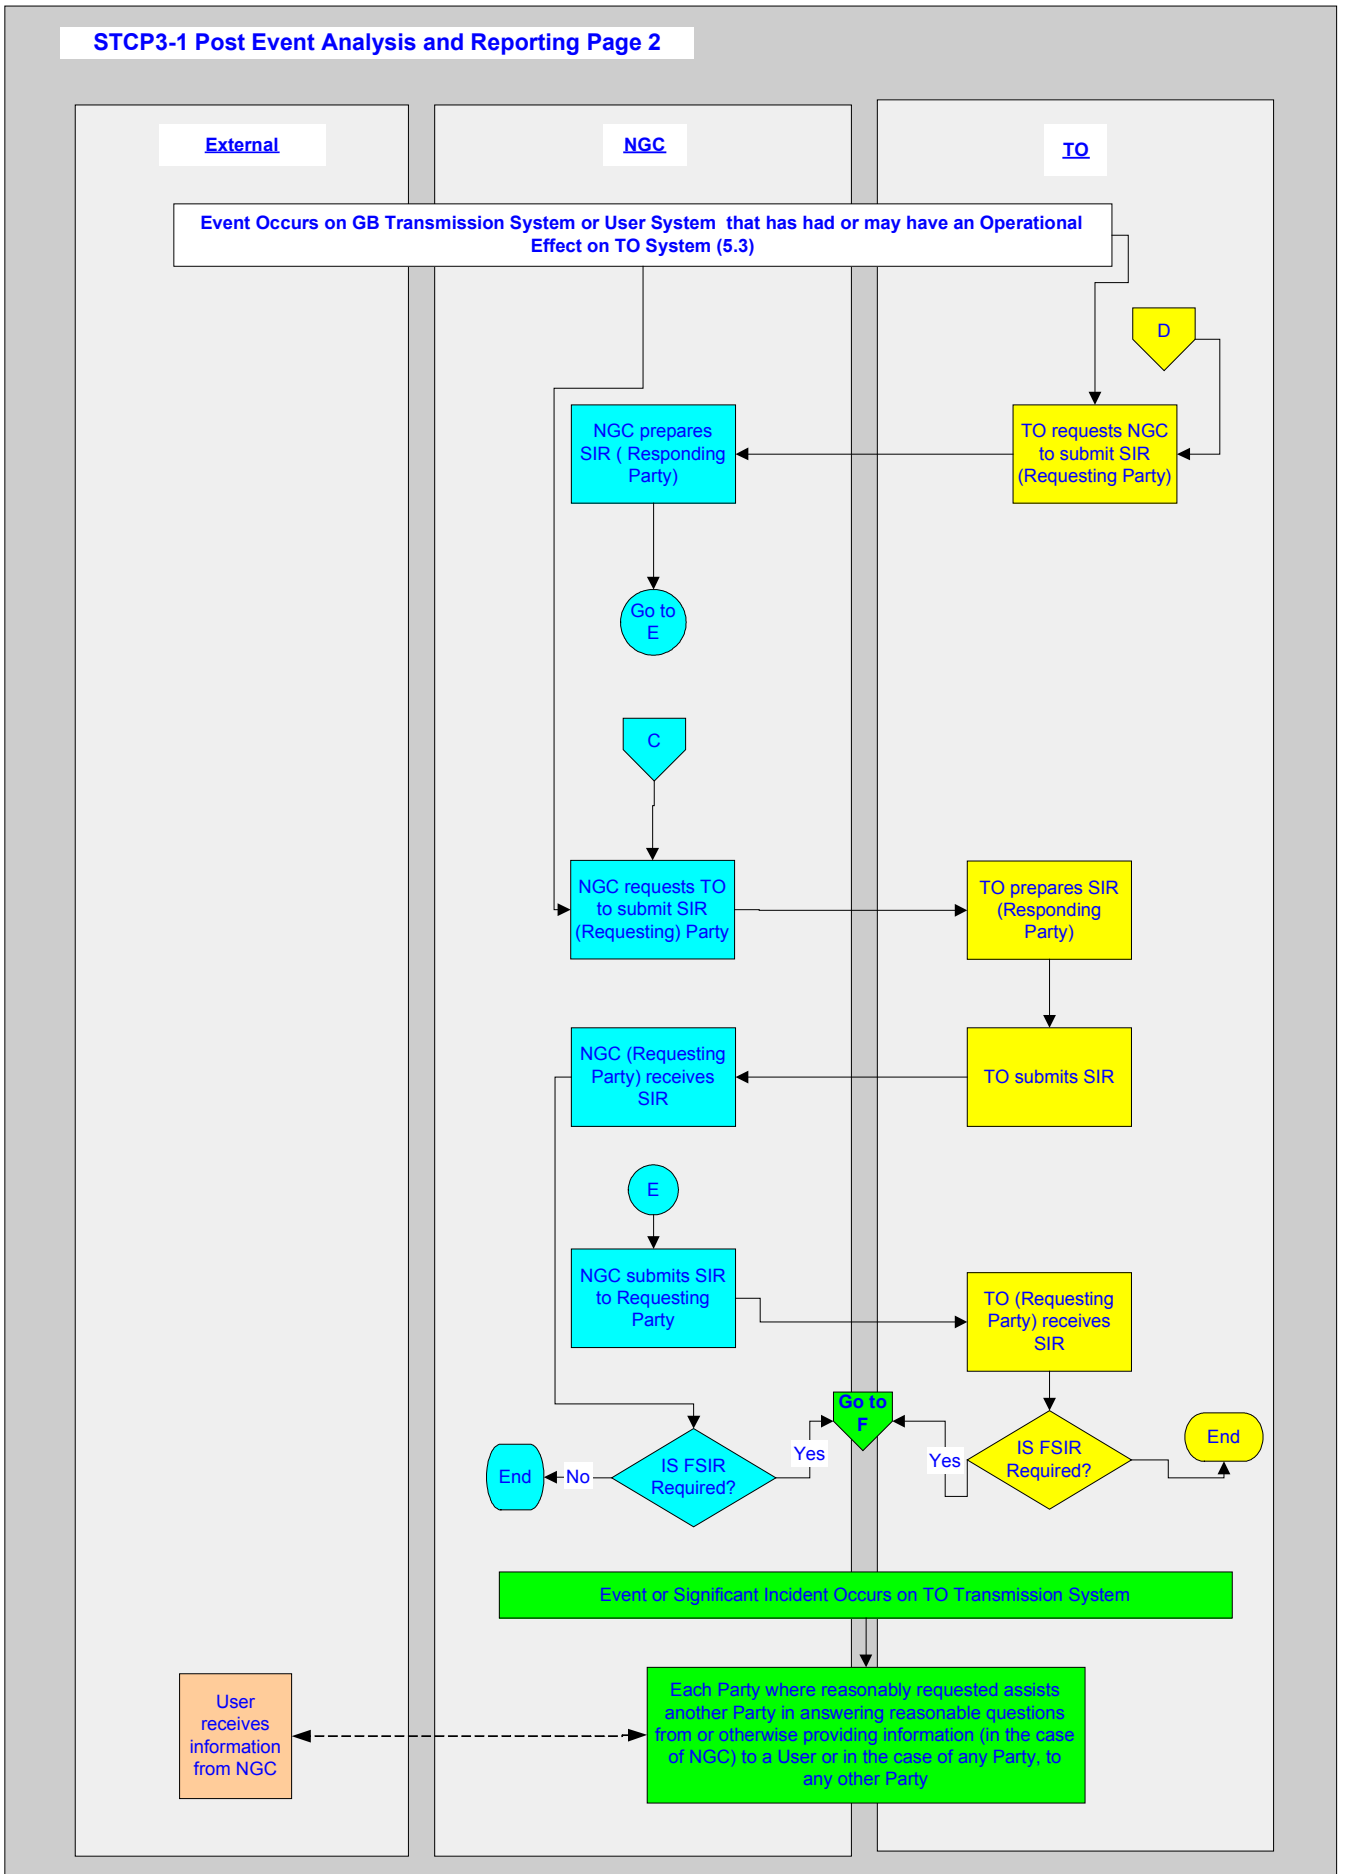 STCP3-1 Post Event Analysis and Reporting Page 2
External
NGC
TO
Event Occurs on GB Transmission System or User System that has had or may have an Operational
Effect on TO System (5.3)
D
NGC prepares
SIR ( Responding
Party)
TO requests NGC
to submit SIR
(Requesting Party)
Go to
E
C
NGC requests TO
to submit SIR
(Requesting) Party
TO prepares SIR
(Responding
Party)
NGC (Requesting
Party) receives
SIR
TO submits SIR
E
NGC submits SIR
to Requesting
Party
TO (Requesting
Party) receives
SIR
Go to
F
End
No
IS FSIR
Required?
Yes
Yes
IS FSIR
Required?
End
Event or Significant Incident Occurs on TO Transmission System
User
receives
information
from NGC
Each Party where reasonably requested assists
another Party in answering reasonable questions
from or otherwise providing information (in the case
of NGC) to a User or in the case of any Party, to
any other Party